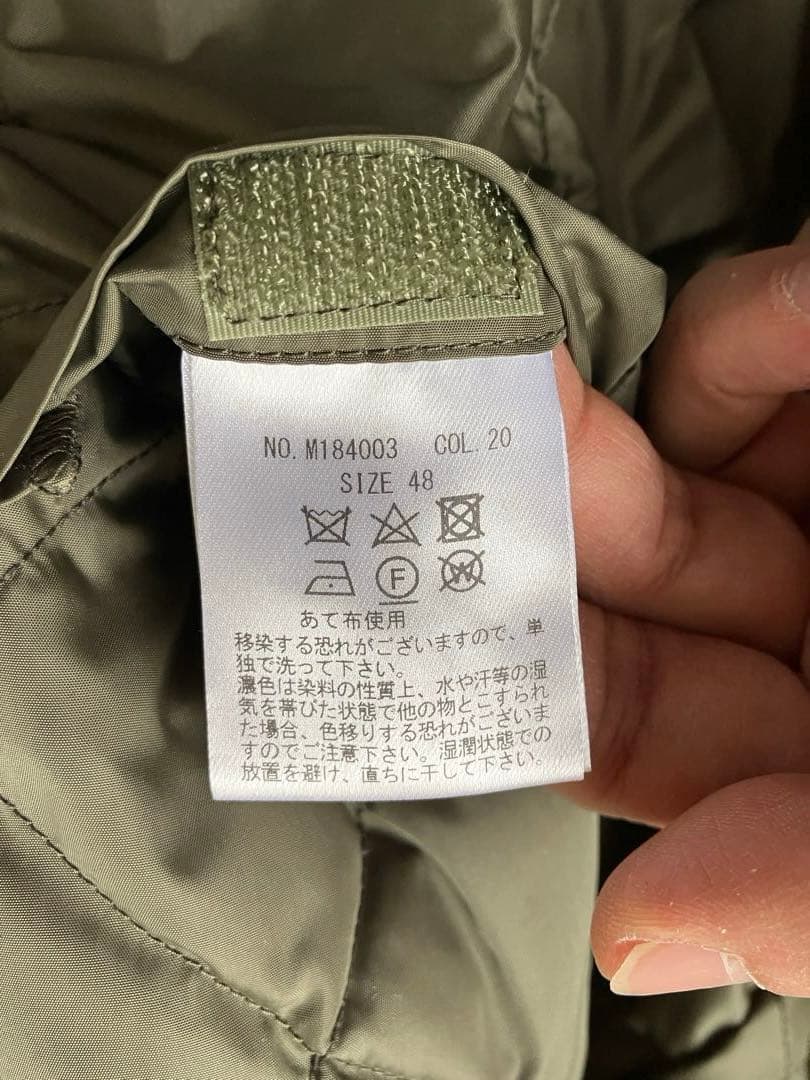 NO. M184003 COL. 20
SIZE 48
F W
あて布使用
移染する恐れがございますので、単
独で洗って下さい。
濃色は染料の性質上、水や汗等の湿
気を帯びた状態で他の物とこすられ
た場合、色移りする恐れがございま
すのでご注意下さい。湿潤状態での
放置を避け、直ちに干して下さい。